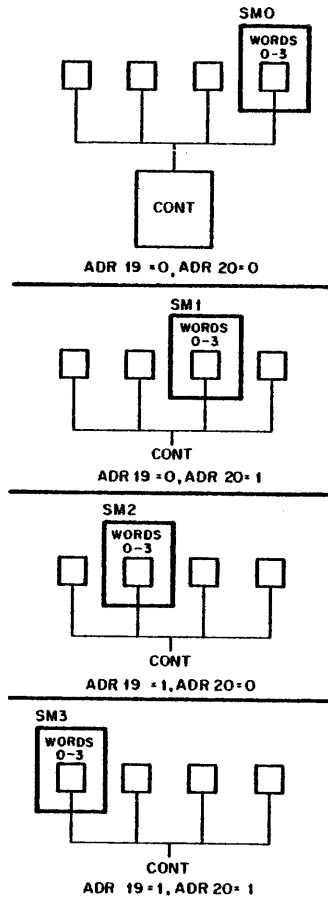 SM0
WORDS
0-3
CONT
ADR 19 =0, ADR 20=0
SM1
WORDS
0-3
CONT
ADR 19 =0, ADR 20= 1
SM2
WORDS
0-3
CONT
ADR 19 = 1, ADR 20=0
SM3
WORDS
0-3
CONT
ADR 19=1, ADR 20= 1